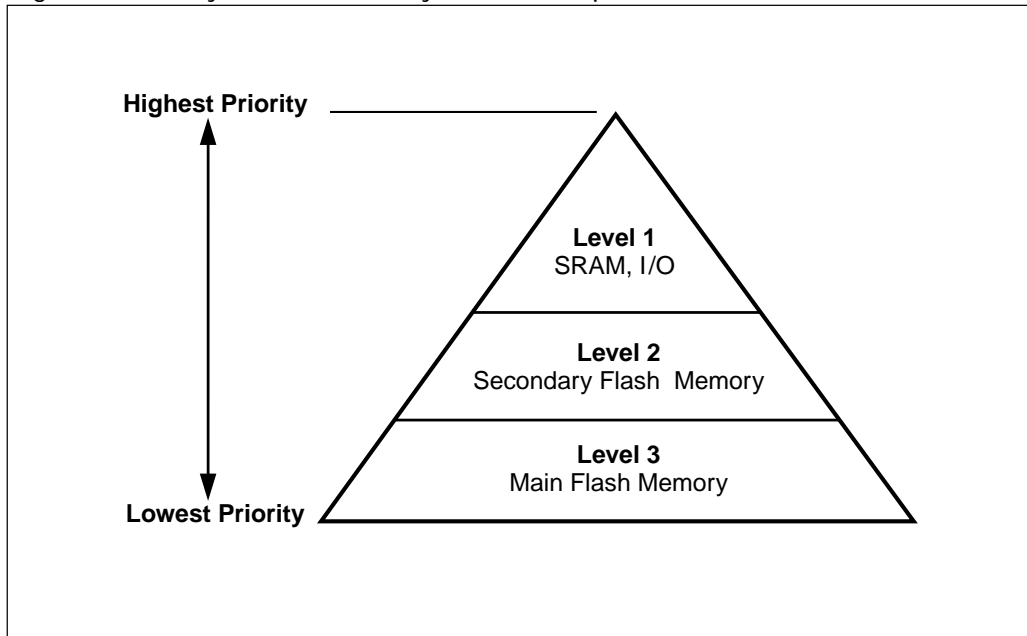 Highest Priority
Level 1
SRAM, I/O
Level 2
Secondary Flash Memory
Level 3
Main Flash Memory
Lowest Priority